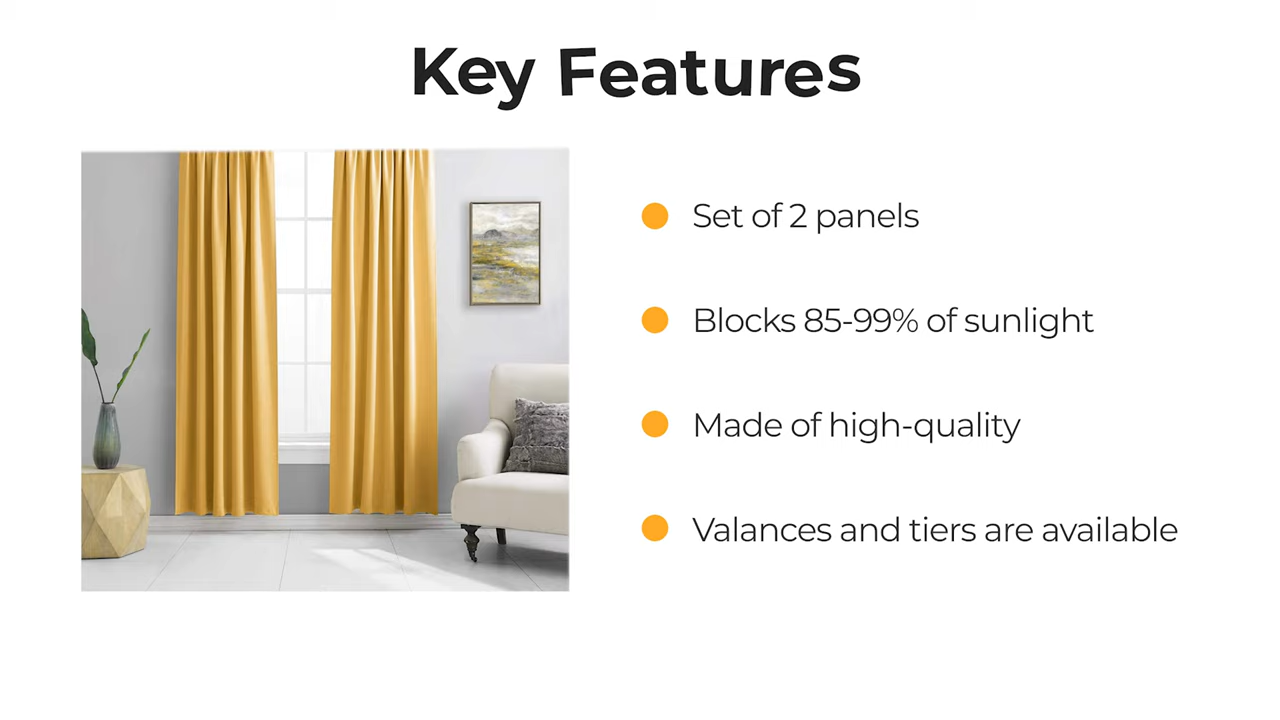 Key Features
Set of 2 panels
Blocks 85-99% of sunlight
Made of high-quality
Valances and tiers are available